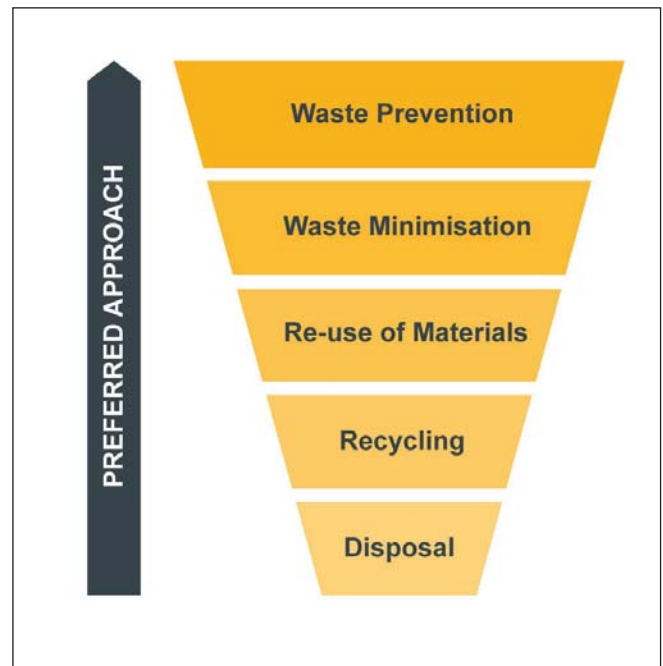 PREFERRED APPROACH
Waste Prevention
Waste Minimisation
Re-use of Materials
Recycling
Disposal